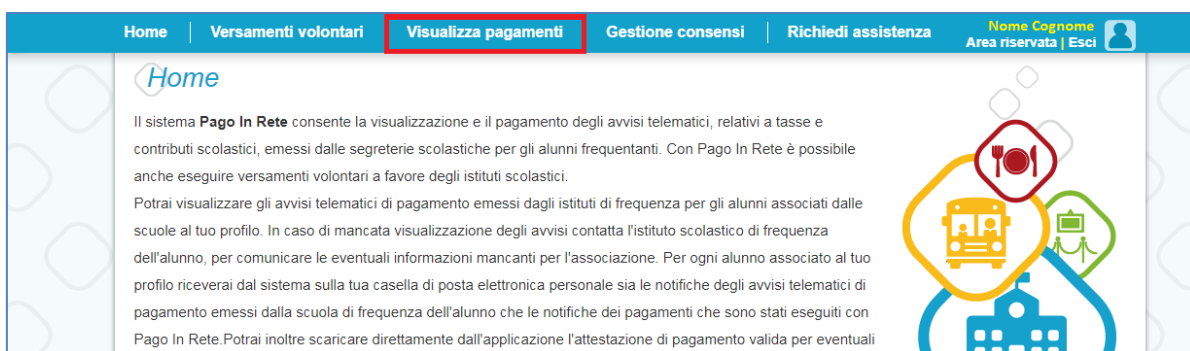 Home Versamenti volontari Visualizza pagamenti Gestione consensi Richiedi assistenza Nome Cognome
Area riservata | Esci
Home
Il sistema Pago In Rete consente la visualizzazione e il pagamento degli avvisi telematici, relativi a tasse e
contributi scolastici, emessi dalle segreterie scolastiche per gli alunni frequentanti. Con Pago In Rete è possibile
anche eseguire versamenti volontari a favore degli istituti scolastici.
Potrai visualizzare gli avvisi telematici di pagamento emessi dagli istituti di frequenza per gli alunni associati dalle
scuole al tuo profilo. In caso di mancata visualizzazione degli avvisi contatta l'istituto scolastico di frequenza
dell'alunno, per comunicare le eventuali informazioni mancanti per l'associazione. Per ogni alunno associato al tuo
profilo riceverai dal sistema sulla tua casella di posta elettronica personale sia le notifiche degli avvisi telematici di
pagamento emessi dalla scuola di frequenza dell'alunno che le notifiche dei pagamenti che sono stati eseguiti con
Pago In Rete.Potrai inoltre scaricare direttamente dall'applicazione l'attestazione di pagamento valida per eventuali